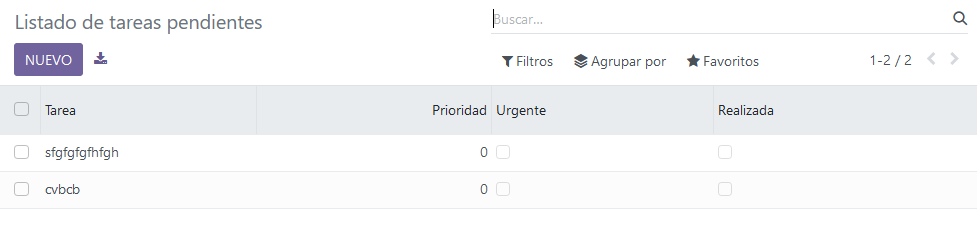 Listado de tareas pendientes
Buscar...
NUEVO
Filtros Agrupar por Favoritos 1-2 / 2
Tarea Prioridad Urgente Realizada
sfgfgfgfhfgh 0
cvbcb 0